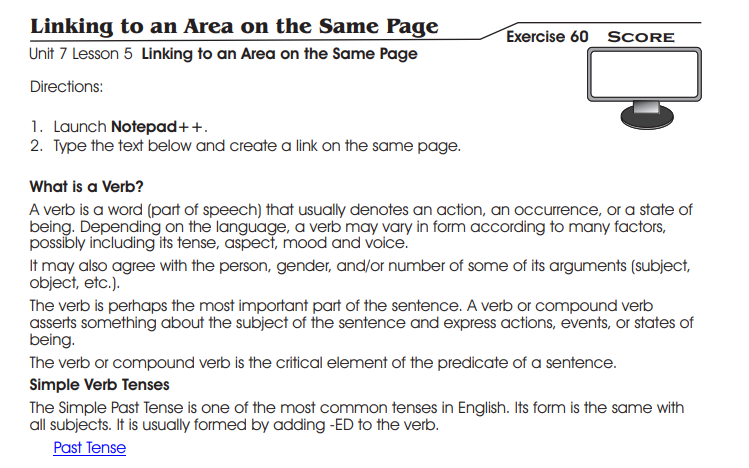 Linking to an Area on the Same Page
Exercise 60 SCORE
Unit 7 Lesson 5 Linking to an Area on the Same Page
Directions:
1. Launch Notepad++.
2. Type the text below and create a link on the same page.
What is a Verb?
A verb is a word (part of speech) that usually denotes an action, an occurrence, or a state of
being. Depending on the language, a verb may vary in form according to many factors,
possibly including its tense, aspect, mood and voice.
It may also agree with the person, gender, and/or number of some of its arguments (subject,
object, etc.).
The verb is perhaps the most important part of the sentence. A verb or compound verb
asserts something about the subject of the sentence and express actions, events, or states of
being.
The verb or compound verb is the critical element of the predicate of a sentence.
Simple Verb Tenses
The Simple Past Tense is one of the most common tenses in English. Its form is the same with
all subjects. It is usually formed by adding -ED to the verb.
Past Tense